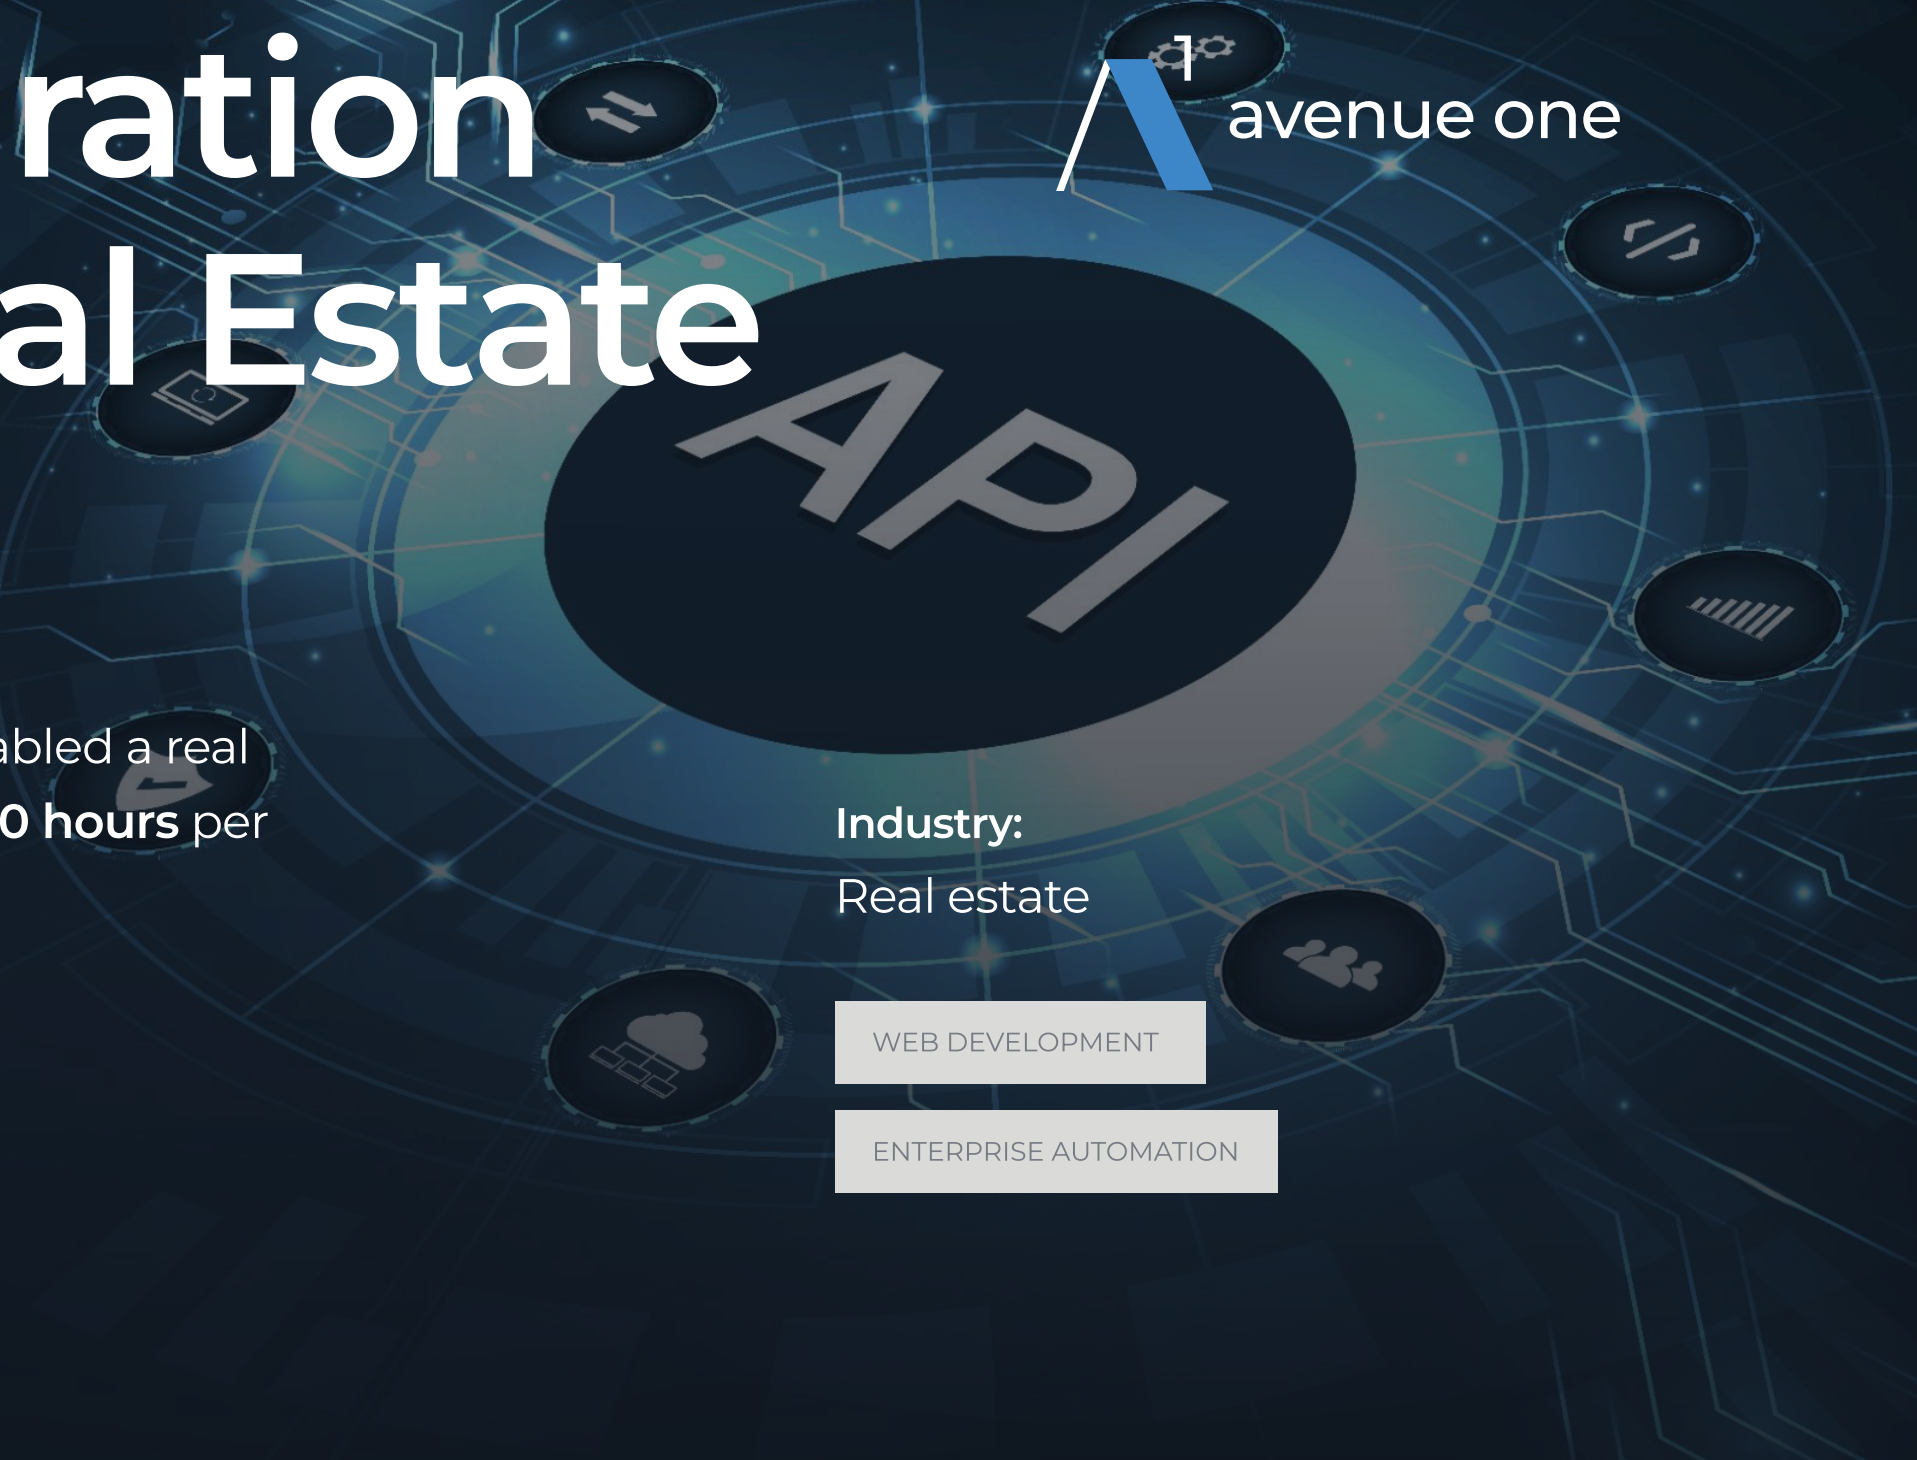 ration
al Estate
1
avenue one
API
abled a real
0 hours per
Industry:
Real estate
WEB DEVELOPMENT
ENTERPRISE AUTOMATION